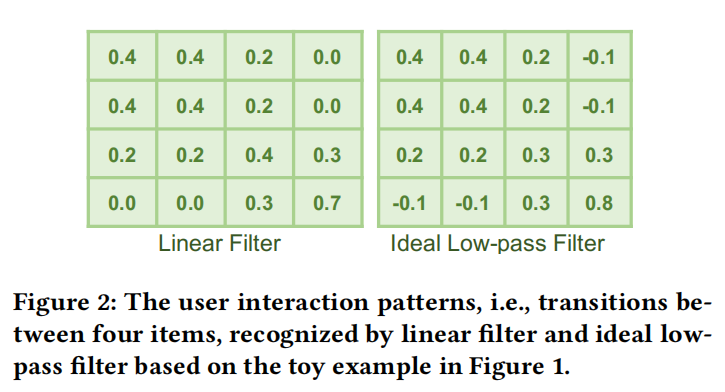 0.4 0.4 0.2 0.0 0.4 0.4 0.2 -0.1
0.4 0.4 0.2 0.0 0.4 0.4 0.2 -0.1
0.2 0.2 0.4 0.3 0.2 0.2 0.3 0.3
0.0 0.0 0.3 0.7 -0.1 -0.1 0.3 0.8
Linear Filter Ideal Low-pass Filter
Figure 2: The user interaction patterns, i.e., transitions be-
tween four items, recognized by linear filter and ideal low-
pass filter based on the toy example in Figure 1.